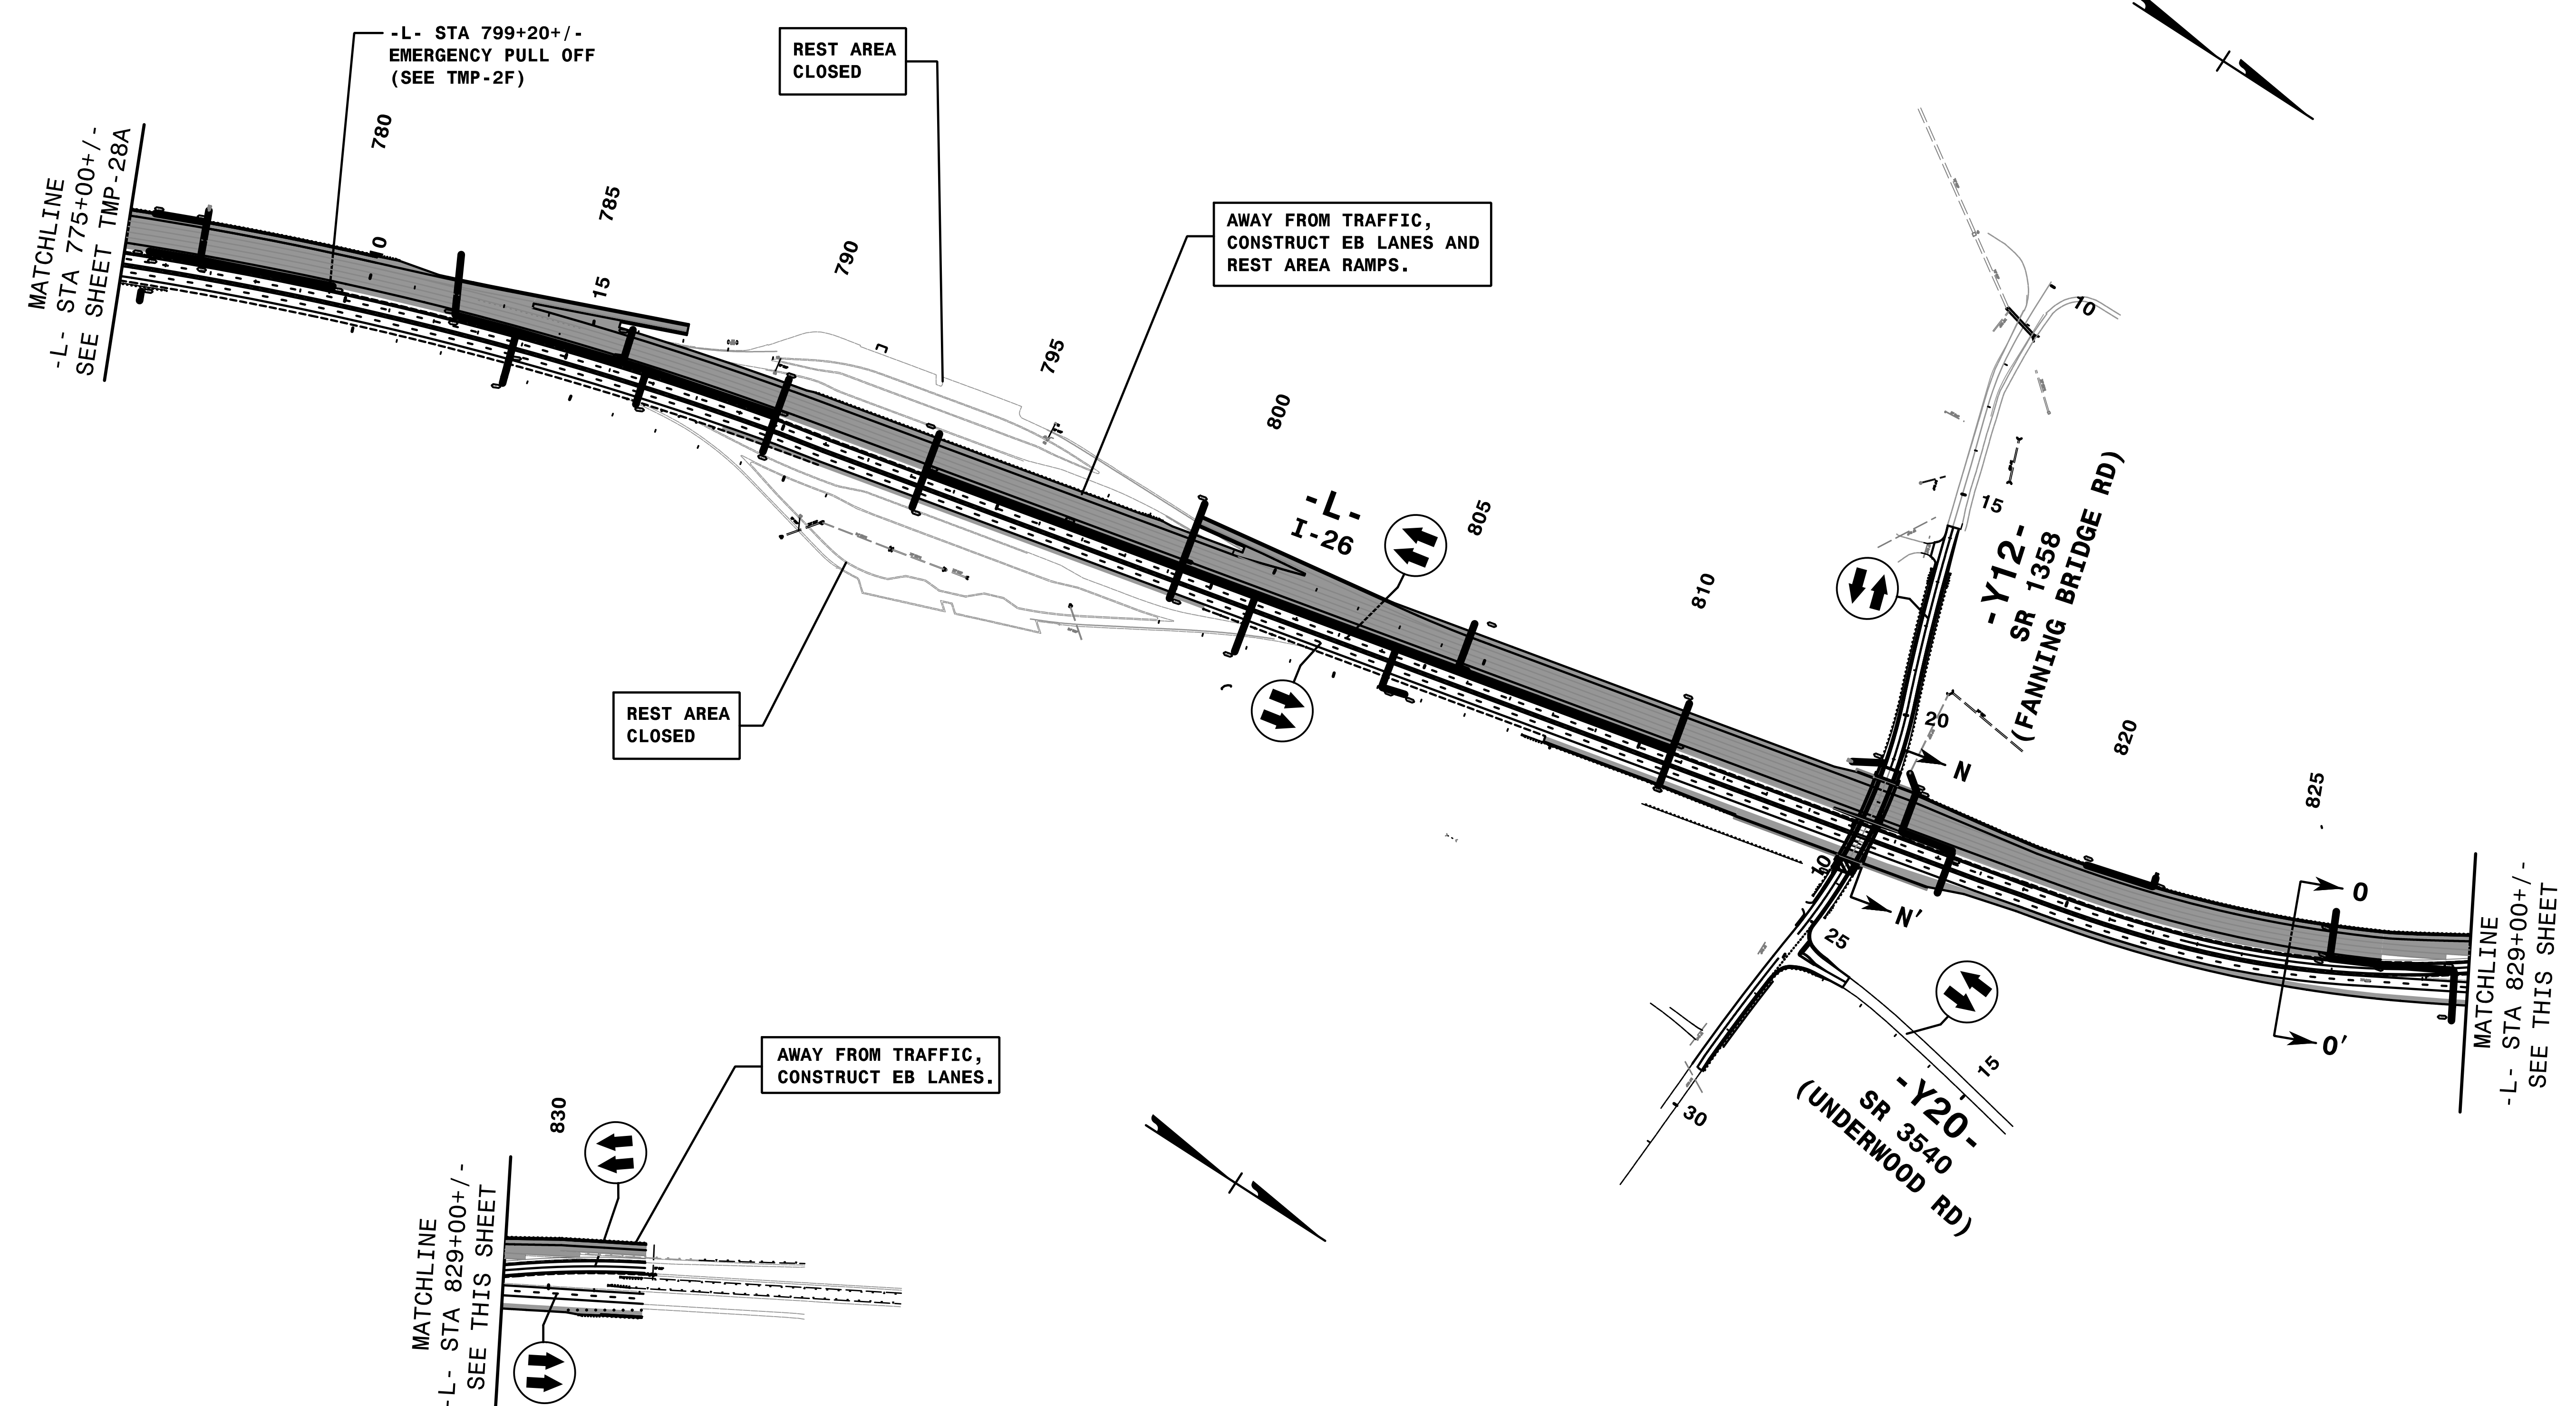 -L- STA 799+20+/-
EMERGENCY PULL OFF
(SEE TMP-2F)
REST AREA
CLOSED
MATCHLINE
-L- STA 775+00+/-
SEE SHEET TMP-28A
780
785
790
795
800
805
810
820
825
10
15
AWAY FROM TRAFFIC,
CONSTRUCT EB LANES AND
REST AREA RAMPS.
-L-
I-26
REST AREA
CLOSED
10
15
-Y12-
SR 1358
(FANNING BRIDGE RD)
20
N
N'
10
25
30
15
-Y20-
SR 3540
(UNDERWOOD RD)
O
O'
MATCHLINE
-L- STA 829+00+/-
SEE THIS SHEET
AWAY FROM TRAFFIC,
CONSTRUCT EB LANES.
830
MATCHLINE
-L- STA 829+00+/-
SEE THIS SHEET